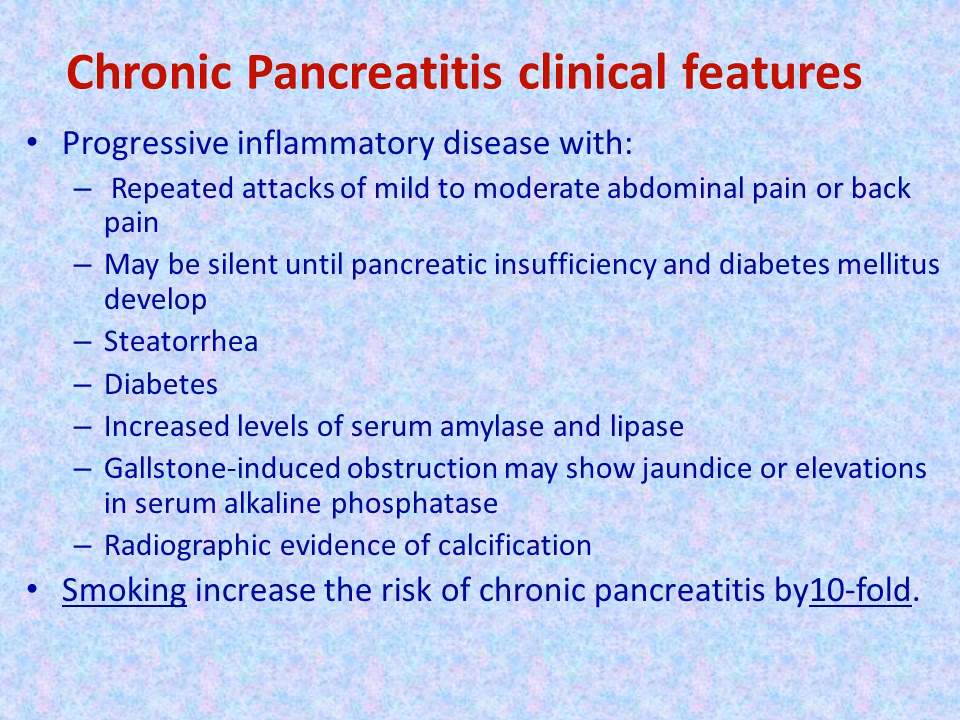 Chronic Pancreatitis clinical features
• Progressive inflammatory disease with:
– Repeated attacks of mild to moderate abdominal pain or back
pain
– May be silent until pancreatic insufficiency and diabetes mellitus
develop
– Steatorrhea
– Diabetes
– Increased levels of serum amylase and lipase
– Gallstone-induced obstruction may show jaundice or elevations
in serum alkaline phosphatase
– Radiographic evidence of calcification
• Smoking increase the risk of chronic pancreatitis by10-fold.